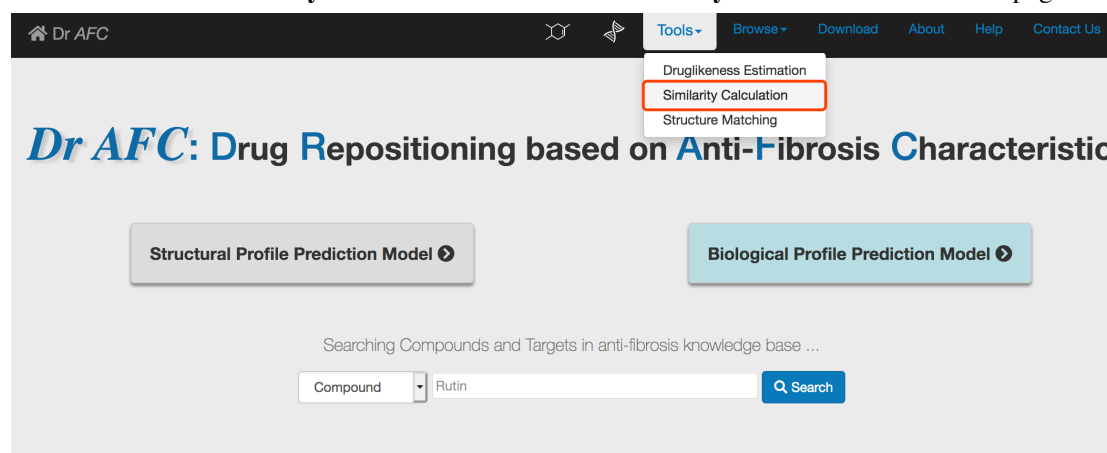 Dr AFC Tools Browse Download About Help Contact Us
Druglikeness Estimation
Similarity Calculation
Structure Matching
Dr AFC: Drug Repositioning based on Anti-Fibrosis Characteristic
Structural Profile Prediction Model
Biological Profile Prediction Model
Searching Compounds and Targets in anti-fibrosis knowledge base ...
Compound Rutin Search